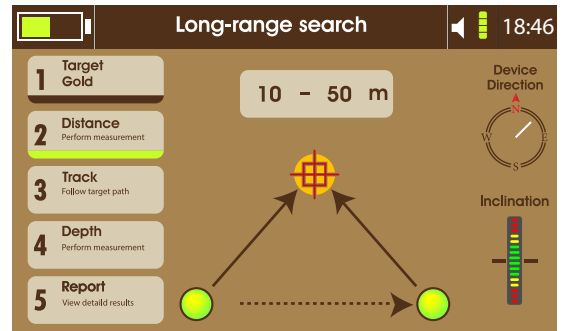 Long-range search
18:46
1
Target
Gold
2
Distance
Perform measurement
3
Track
Follow target path
4
Depth
Perform measurement
5
Report
View detaild results
10 - 50 m
Device
Direction
N
W
E
S
Inclination